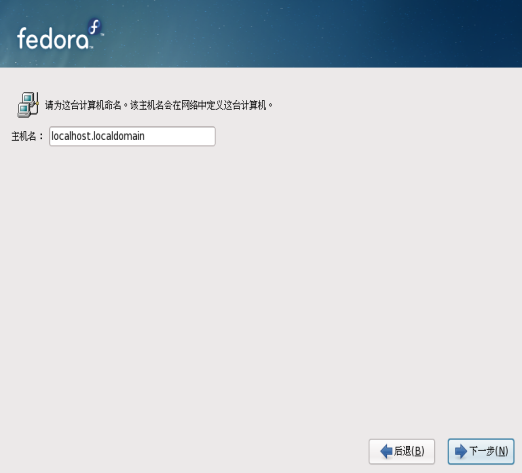 fedora
请为这台计算机命名。该主机名会在网络中定义这台计算机。
主机名： localhost.localdomain
后退(B) 下一步(N)